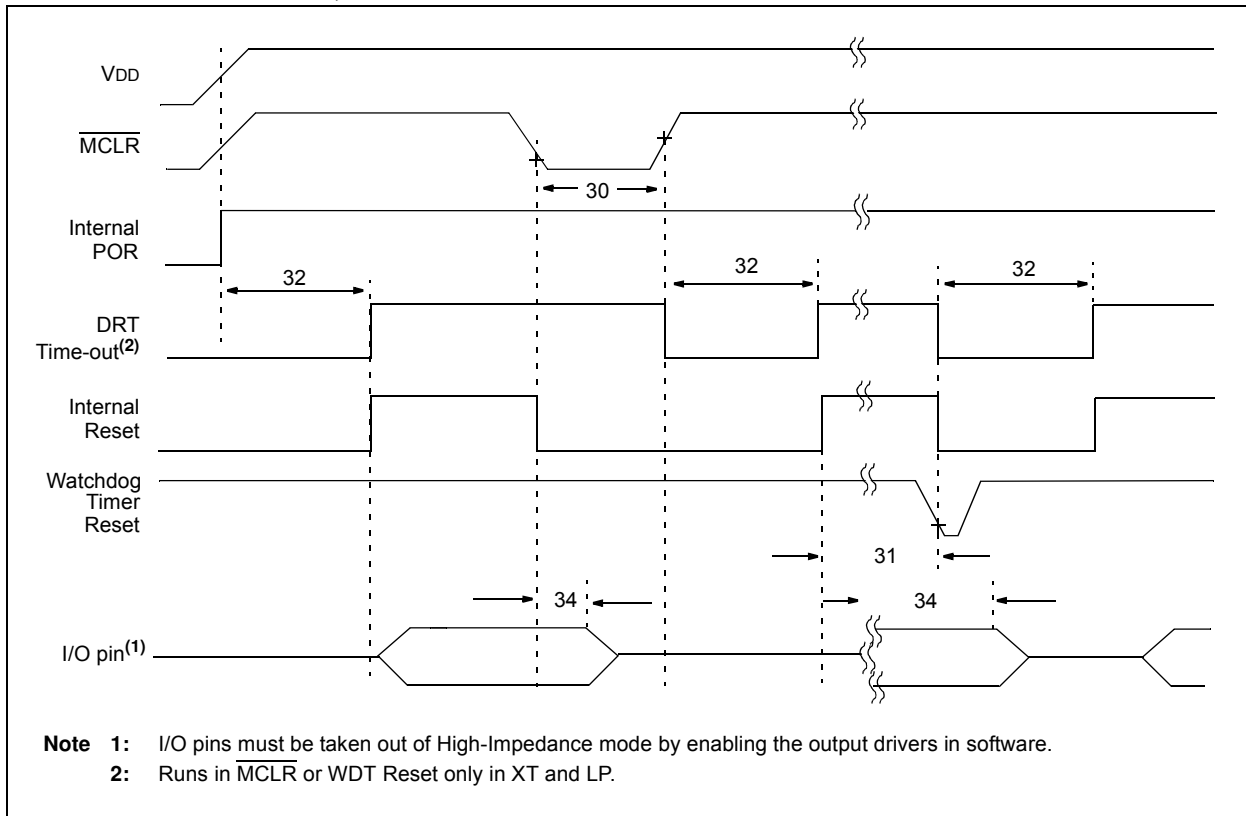 VDD
MCLR
30
Internal
POR
32
32
32
DRT
Time-out(2)
Internal
Reset
Watchdog
Timer
Reset
31
34
34
I/O pin(1)
Note 1: I/O pins must be taken out of High-Impedance mode by enabling the output drivers in software.
2: Runs in MCLR or WDT Reset only in XT and LP.